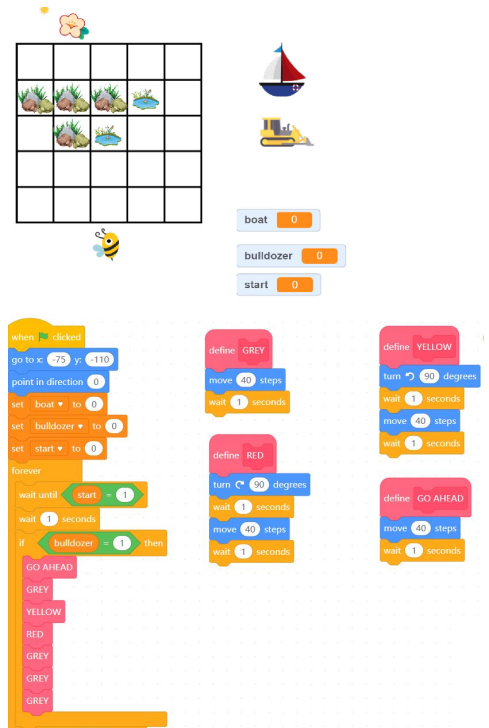 boat 0
bulldozer 0
start 0
when clicked
go to x: -75 y: -110
point in direction 0
set boat to 0
set bulldozer to 0
set start to 0
forever
wait until start = 1
wait 1 seconds
if bulldozer = 1 then
GO AHEAD
GREY
YELLOW
RED
GREY
GREY
GREY
define GREY
move 40 steps
wait 1 seconds
define RED
turn 90 degrees
wait 1 seconds
move 40 steps
wait 1 seconds
define YELLOW
turn 90 degrees
wait 1 seconds
move 40 steps
wait 1 seconds
define GO AHEAD
move 40 steps
wait 1 seconds